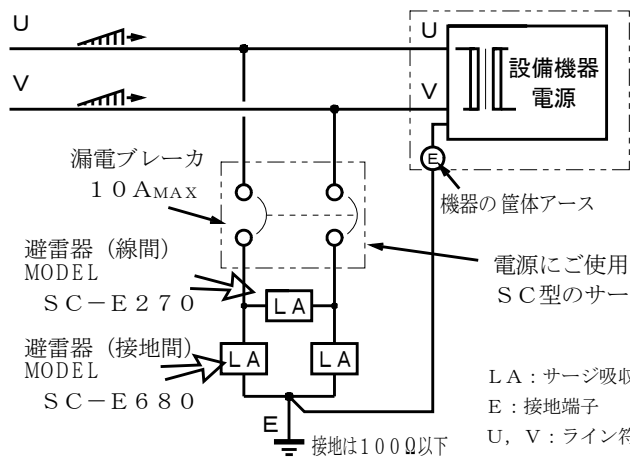 U
V
U
V
設備機器
電源
E
機器の筐体アース
漏電ブレーカ
１０AMAX
避雷器（線間）
MODEL
ＳＣ－Ｅ２７０
電源にご使用
ＳＣ型のサー
LA
避雷器（接地間）
MODEL
ＳＣ－Ｅ６８０
LA
LA
ＬＡ：サージ吸収
Ｅ：接地端子
Ｕ，Ｖ：ライン符
E
接地は１００Ω以下